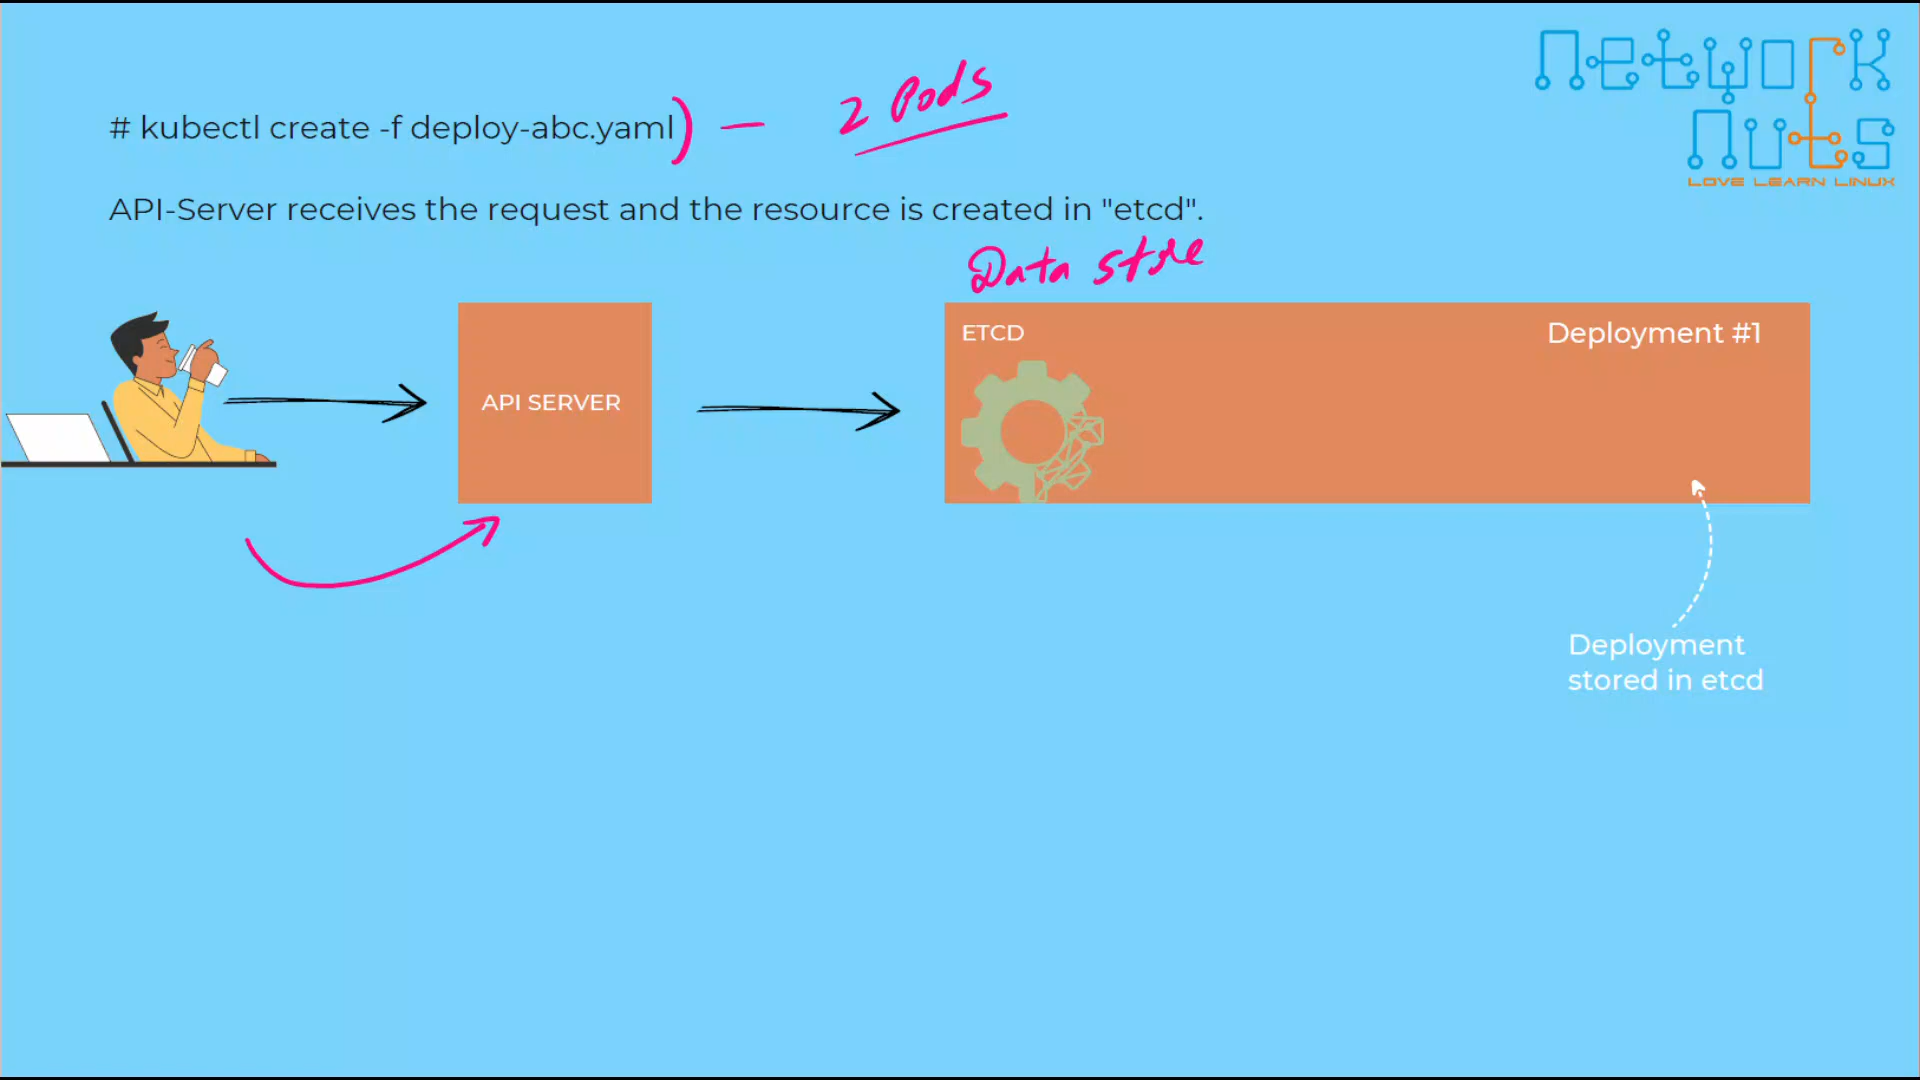 network
nuts
LOVE LEARN LINUX
# kubectl create -f deploy-abc.yaml) - 2 Pods
API-Server receives the request and the resource is created in "etcd".
Data store
API SERVER
ETCD
Deployment #1
Deployment
stored in etcd